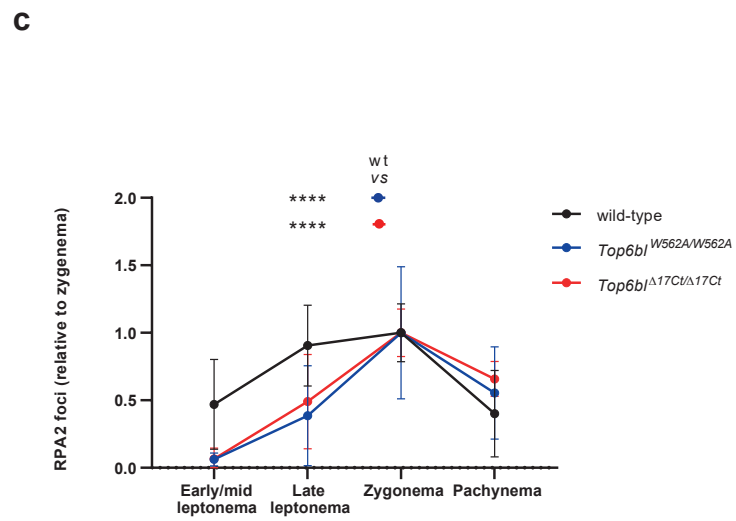 c
wt
vs
****
****
2.0
1.5
1.0
0.5
0.0
RPA2 foci (relative to zygenema)
Early/mid
leptonema
Late
leptonema
Zygonema
Pachynema
wild-type
Top6bl W562A/W562A
Top6bl Δ17Ct/Δ17Ct